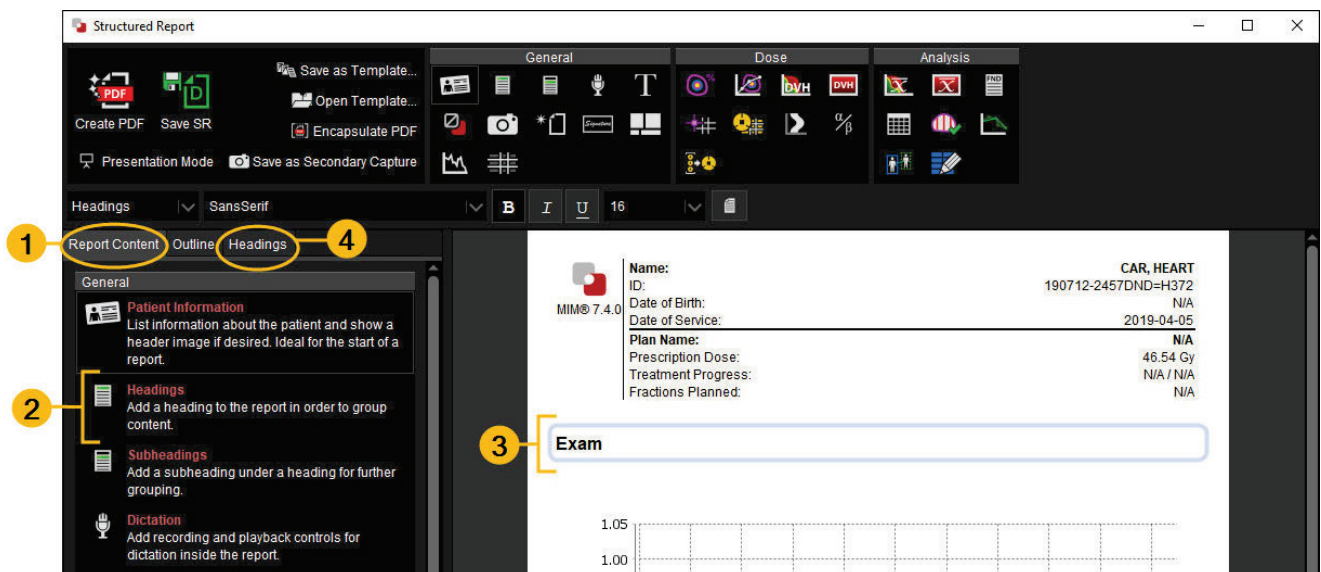 Structured Report
General
Dose
Analysis
PDF
D
Save as Template...
Open Template...
Encapsulate PDF
Create PDF
Save SR
Presentation Mode
Save as Secondary Capture
T
%
DVH
DVH
x
x
FND
Signature
α/β
Headings
SansSerif
B
I
U
16
1
Report Content
Outline
Headings
4
General
Patient Information
List information about the patient and show a
header image if desired. Ideal for the start of a
report.
2
Headings
Add a heading to the report in order to group
content.
Subheadings
Add a subheading under a heading for further
grouping.
Dictation
Add recording and playback controls for
dictation inside the report.
MIM® 7.4.0
Name: CAR, HEART
ID: 190712-2457DND=H372
Date of Birth: N/A
Date of Service: 2019-04-05
Plan Name: N/A
Prescription Dose: 46.54 Gy
Treatment Progress: N/A / N/A
Fractions Planned: N/A
3
Exam
1.05
1.00